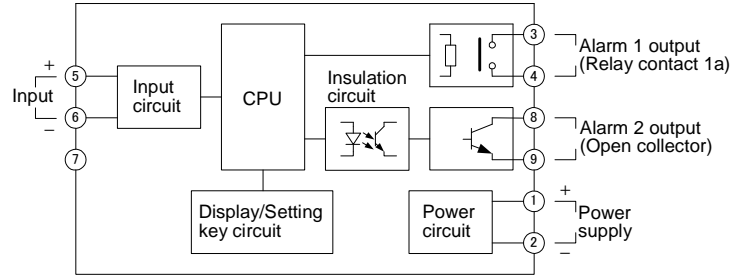 3
Alarm 1 output
(Relay contact 1a)
4
+
5
Input
6
−
7
Input
circuit
CPU
Insulation
circuit
8
Alarm 2 output
(Open collector)
9
Display/Setting
key circuit
Power
circuit
1
+
Power
supply
2
−